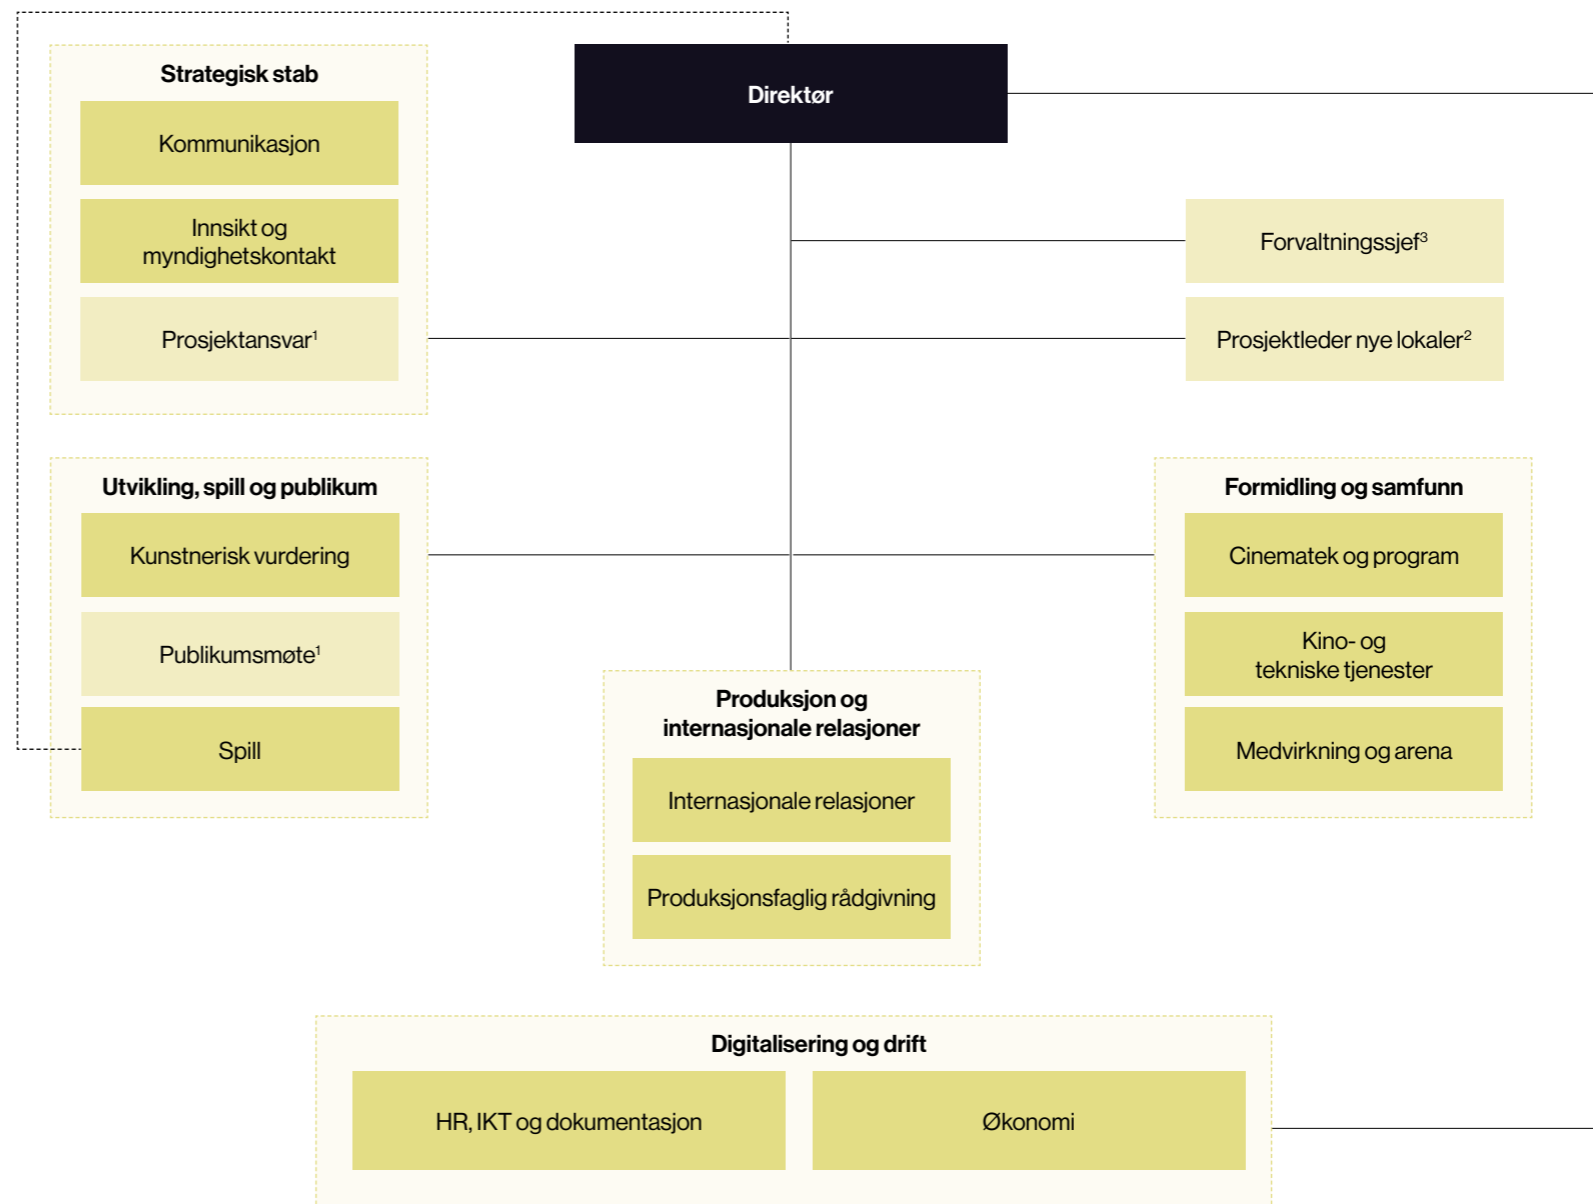 Strategisk stab
Kommunikasjon
Innsikt og
myndighetskontakt
Prosjektansvar¹
Direktør
Forvaltningssjef³
Prosjektleder nye lokaler²
Utvikling, spill og publikum
Kunstnerisk vurdering
Publikumsmøte¹
Spill
Produksjon og
internasjonale relasjoner
Internasjonale relasjoner
Produksjonsfaglig rådgivning
Formidling og samfunn
Cinematek og program
Kino- og
tekniske tjenester
Medvirkning og arena
Digitalisering og drift
HR, IKT og dokumentasjon
Økonomi